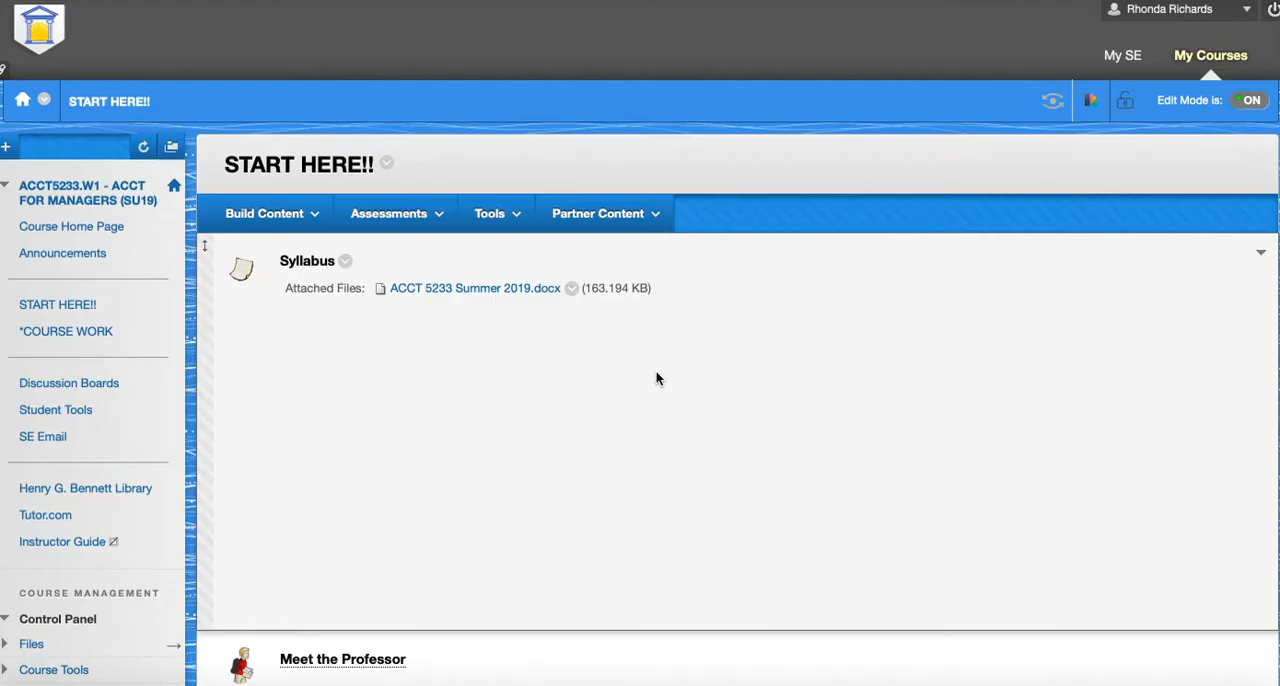 Rhonda Richards
My SE
My Courses
START HERE!!
Edit Mode is:
ON
START HERE!!
ACCT5233.W1 - ACCT
FOR MANAGERS (SU19)
Course Home Page
Announcements
START HERE!!
*COURSE WORK
Discussion Boards
Student Tools
SE Email
Henry G. Bennett Library
Tutor.com
Instructor Guide
COURSE MANAGEMENT
Control Panel
Files
Course Tools
Build Content
Assessments
Tools
Partner Content
Syllabus
Attached Files: ACCT 5233 Summer 2019.docx (163.194 KB)
Meet the Professor